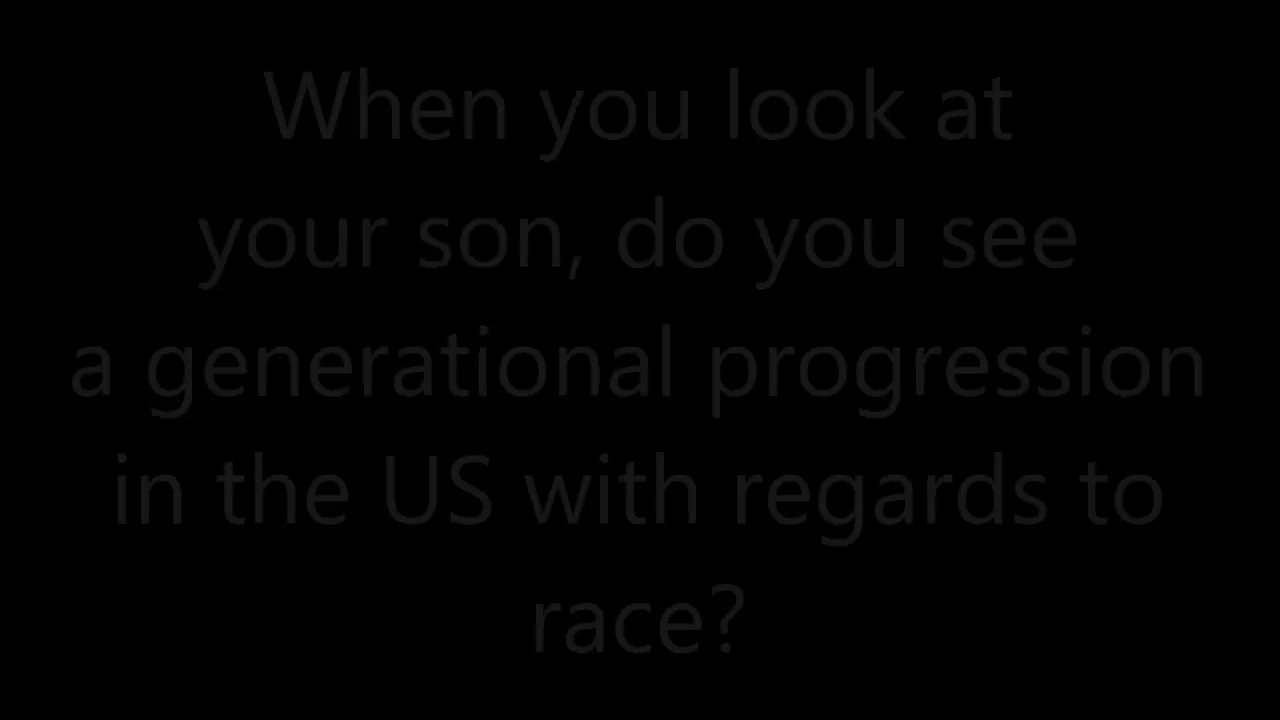 When you look at
your son, do you see
a generational progression
in the US with regards to
race?